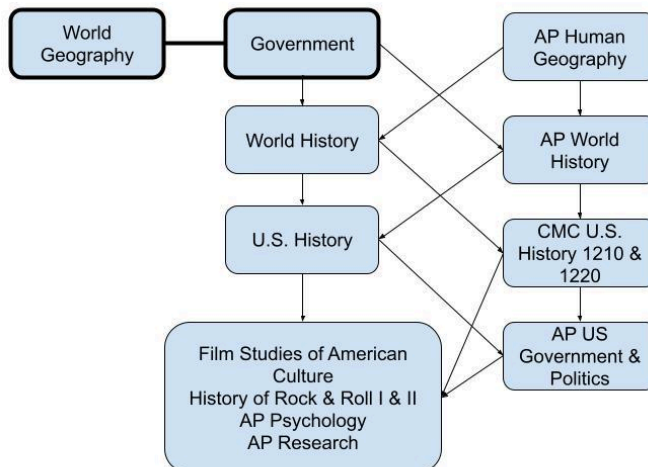 World
Geography
Government
AP Human
Geography
World History
AP World
History
U.S. History
CMC U.S.
History 1210 &
1220
Film Studies of American
Culture
History of Rock & Roll I & II
AP Psychology
AP Research
AP US
Government &
Politics